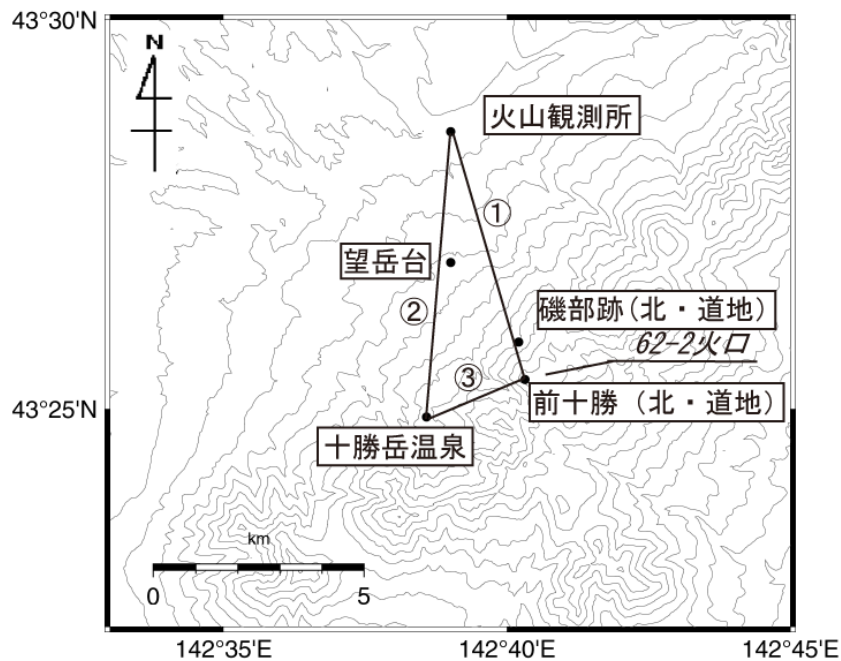 43°30'N
N
火山観測所
①
望岳台
②
磯部跡(北・道地)
62-2火口
③
前十勝(北・道地)
43°25'N
十勝岳温泉
km
0 5
142°35'E 142°40'E 142°45'E